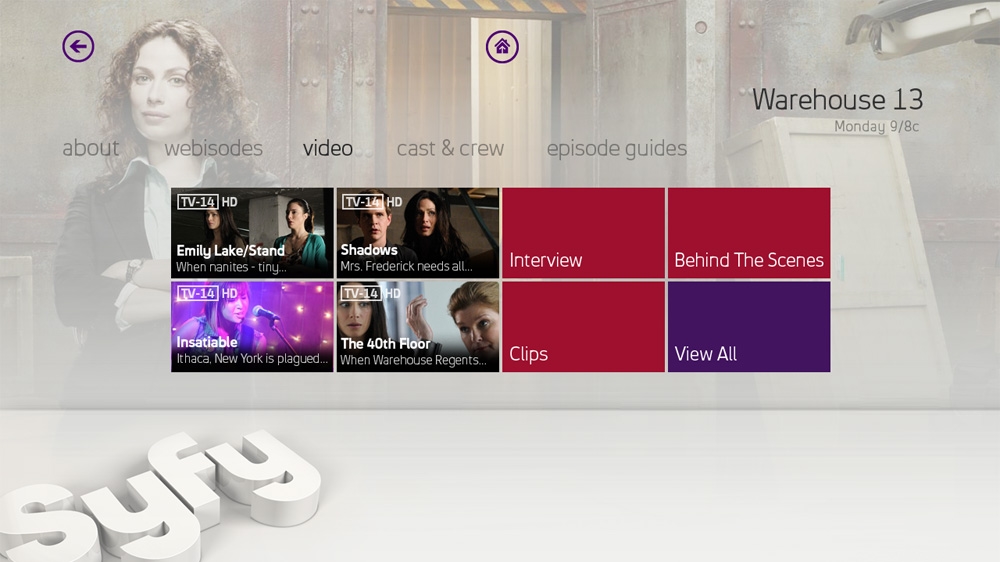 Warehouse 13
Monday 9/8c
about webisodes video cast & crew episode guides
TV-14 HD
Emily Lake/Stand
When nanites - tiny...
TV-14 HD
Shadows
Mrs. Frederick needs all...
Interview
Behind The Scenes
TV-14 HD
Insatiable
Ithaca, New York is plagued...
TV-14 HD
The 40th Floor
When Warehouse Regents...
Clips
View All
Syfy